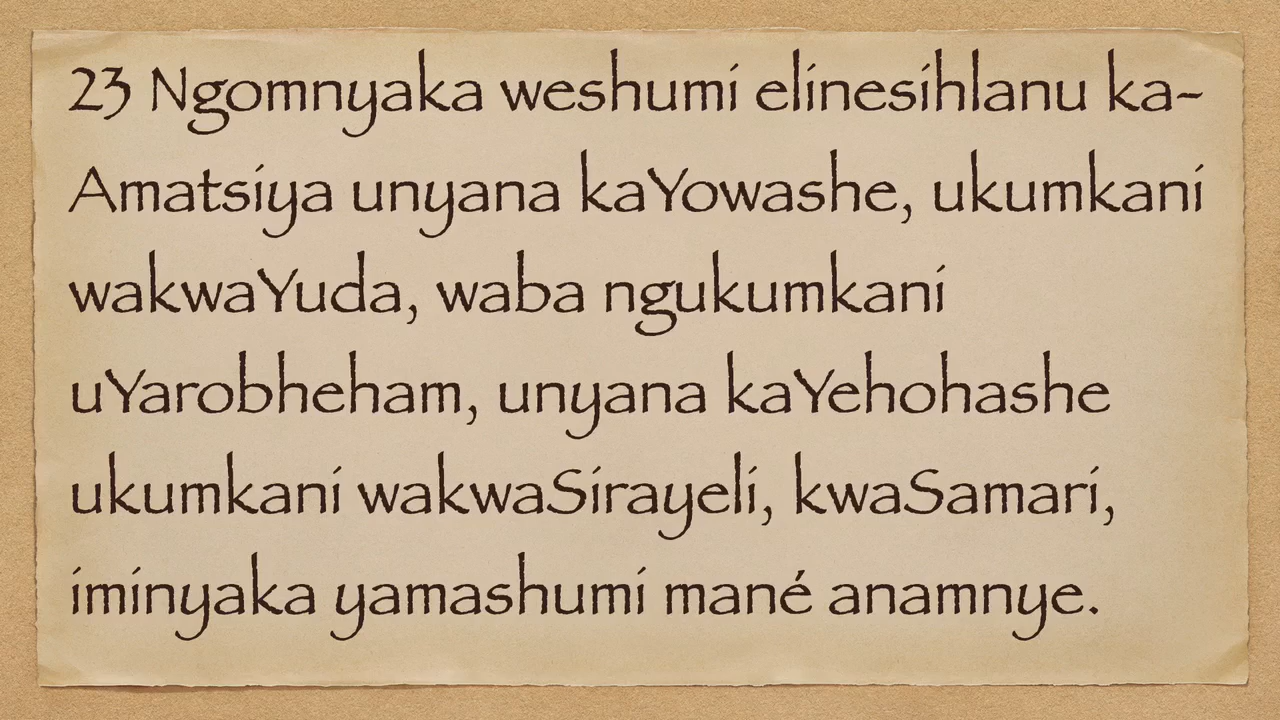 23 Ngomnyaka weshumi elinesihlanu ka-
Amatsiya unyana kaYowashe, ukumkani
wakwaYuda, waba ngukumkani
uYarobheham, unyana kaYehohashe
ukumkani wakwaSirayeli, kwaSamari,
iminyaka yamashumi mané anamnye.